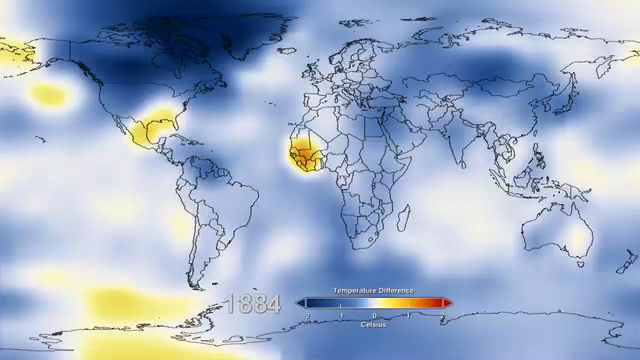 1884
Temperature Difference
-2 -1 0 1 2
Celsius